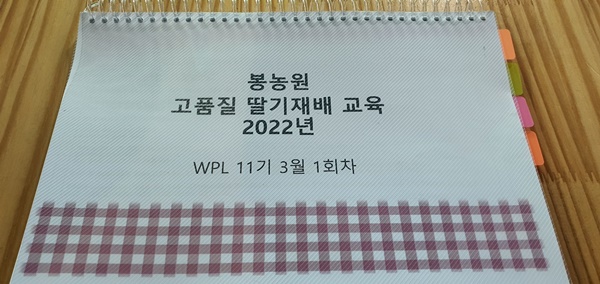 봉농원
고품질 딸기재배 교육
2022년
WPL 11기 3월 1회차